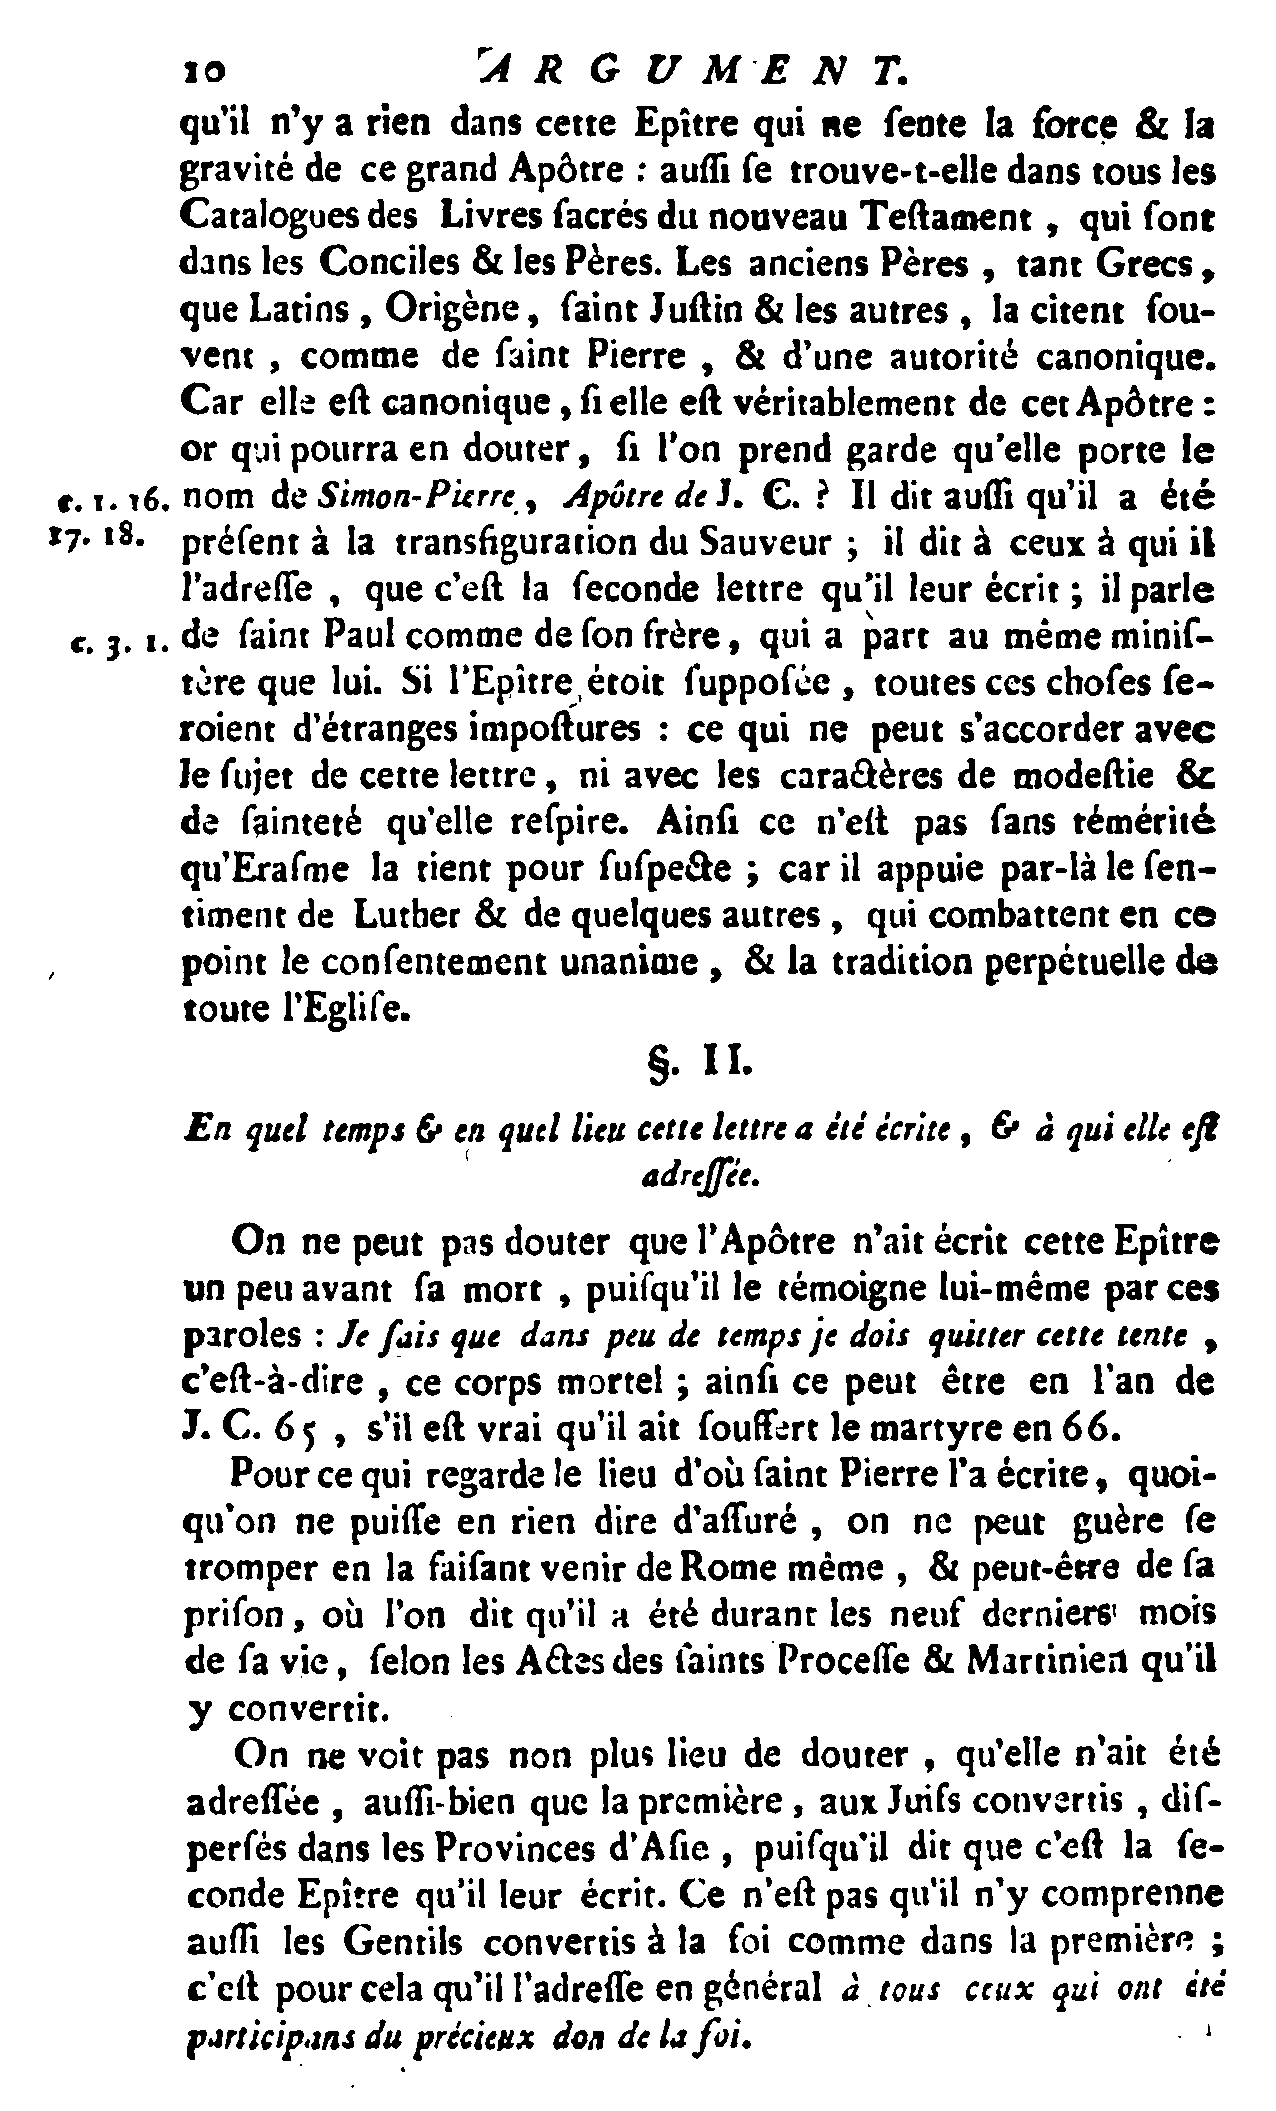 10 ARGUMENT.
qu'il n'y a rien dans cette Epître qui ne ſente la force & la
gravité de ce grand Apôtre : auſſi ſe trouve-t-elle dans tous les
Catalogues des Livres ſacrés du nouveau Teſtament , qui ſont
dans les Conciles & les Pères. Les anciens Pères , tant Grecs ,
que Latins , Origène , ſaint Juſtin & les autres , la citent ſou-
vent , comme de ſaint Pierre , & d'une autorité canonique.
Car elle eſt canonique , ſi elle eſt véritablement de cet Apôtre :
or qui pourra en douter , ſi l'on prend garde qu'elle porte le
c. 1. 16. nom de Simon-Pierre , Apôtre de J. C. ? Il dit auſſi qu'il a été
17. 18. préſent à la transfiguration du Sauveur ; il dit à ceux à qui il
l'adreſſe , que c'eſt la ſeconde lettre qu'il leur écrit ; il parle
c. 3. 1. de ſaint Paul comme de ſon frère , qui a part au même miniſ-
tère que lui. Si l'Epître étoit ſuppoſée , toutes ces choſes ſe-
roient d'étranges impoſtures : ce qui ne peut s'accorder avec
le ſujet de cette lettre , ni avec les caractères de modeſtie &
de ſainteté qu'elle reſpire. Ainſi ce n'eſt pas ſans témérité
qu'Eraſme la tient pour ſuſpecte ; car il appuie par-là le ſen-
timent de Luther & de quelques autres , qui combattent en ce
point le conſentement unanime , & la tradition perpétuelle de
toute l'Egliſe.
§. II.
En quel temps & en quel lieu cette lettre a été écrite , & à qui elle eſt
adreſſée.
On ne peut pas douter que l'Apôtre n'ait écrit cette Epître
un peu avant ſa mort , puiſqu'il le témoigne lui-même par ces
paroles : Je ſais que dans peu de temps je dois quitter cette tente ,
c'eſt-à-dire , ce corps mortel ; ainſi ce peut être en l'an de
J. C. 65 , s'il eſt vrai qu'il ait ſouffert le martyre en 66.
Pour ce qui regarde le lieu d'où ſaint Pierre l'a écrite , quoi-
qu'on ne puiſſe en rien dire d'aſſuré , on ne peut guère ſe
tromper en la faiſant venir de Rome même , & peut-être de ſa
priſon , où l'on dit qu'il a été durant les neuf derniers mois
de ſa vie , ſelon les Actes des ſaints Proceſſe & Martinien qu'il
y convertit.
On ne voit pas non plus lieu de douter , qu'elle n'ait été
adreſſée , auſſi-bien que la première , aux Juifs convertis , diſ-
perſés dans les Provinces d'Aſie , puiſqu'il dit que c'eſt la ſe-
conde Epître qu'il leur écrit. Ce n'eſt pas qu'il n'y comprenne
auſſi les Gentils convertis à la foi comme dans la première ;
c'eſt pour cela qu'il l'adreſſe en général à tous ceux qui ont été
participans du précieux don de la foi.